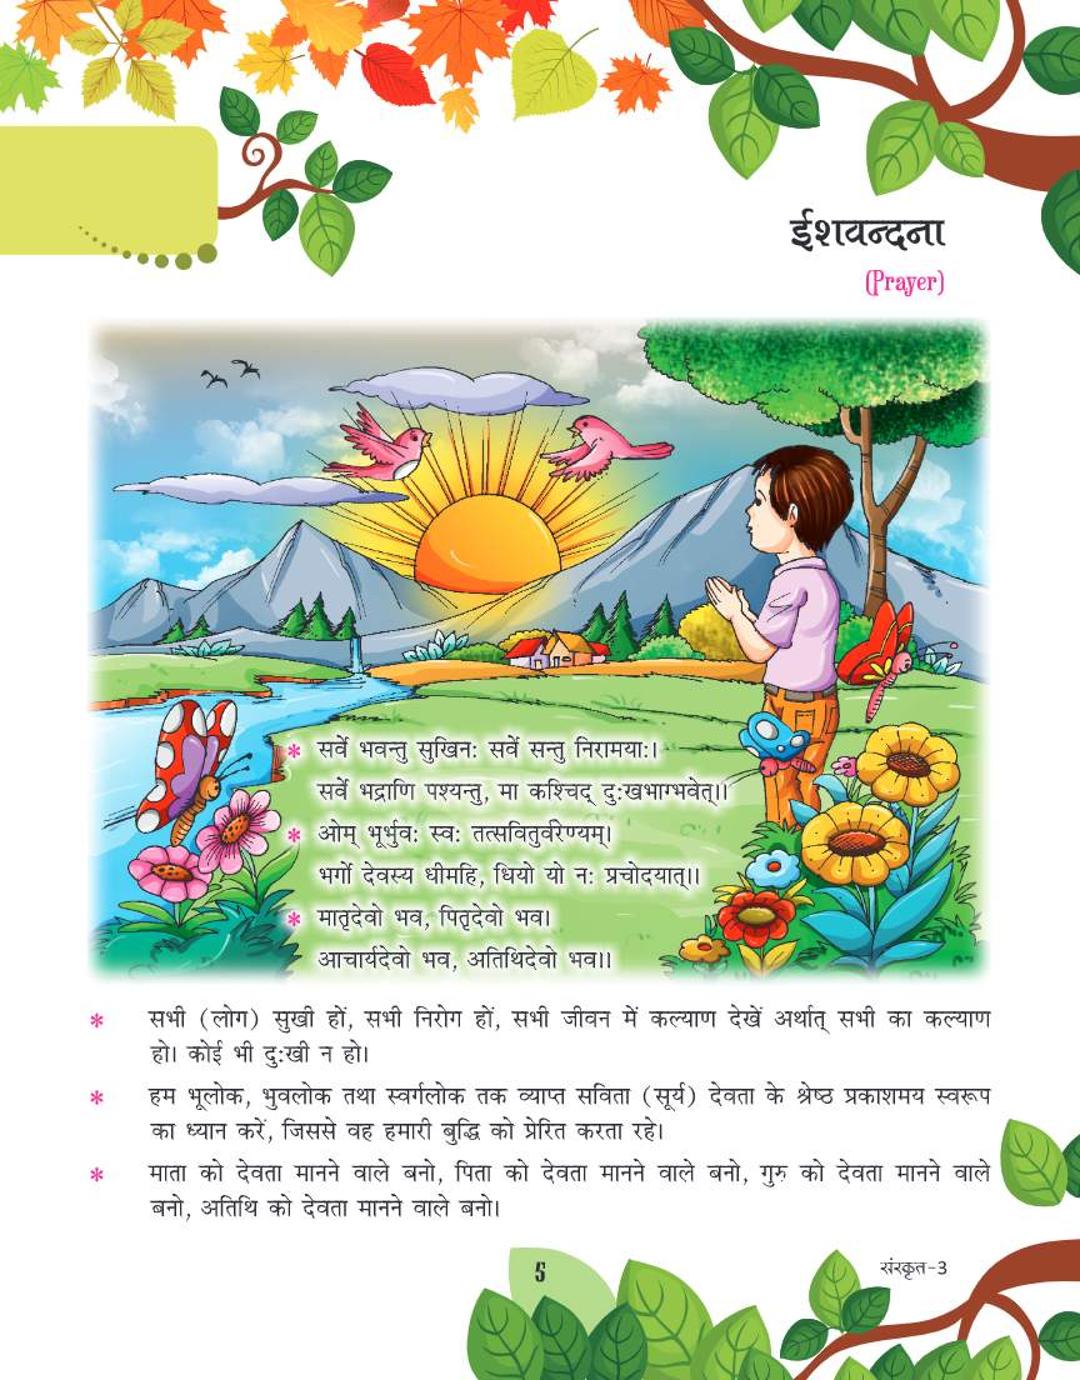 ईशवन्दना
(Prayer)
* सर्वे भवन्तु सुखिनः सर्वे सन्तु निरामयाः।
सर्वे भद्राणि पश्यन्तु, मा कश्चिद् दुःखभाग्भवेत्।।
* ओम् भूर्भुवः स्वः तत्सवितुर्वरेण्यम्।
भर्गो देवस्य धीमहि, धियो यो नः प्रचोदयात्।।
* मातृदेवो भव, पितृदेवो भव।
आचार्यदेवो भव, अतिथिदेवो भव।।
* सभी (लोग) सुखी हों, सभी निरोग हों, सभी जीवन में कल्याण देखें अर्थात् सभी का कल्याण
हो। कोई भी दुःखी न हो।
* हम भूलोक, भुवलोक तथा स्वर्गलोक तक व्याप्त सविता (सूर्य) देवता के श्रेष्ठ प्रकाशमय स्वरूप
का ध्यान करें, जिससे वह हमारी बुद्धि को प्रेरित करता रहे।
* माता को देवता मानने वाले बनो, पिता को देवता मानने वाले बनो, गुरु को देवता मानने वाले
बनो, अतिथि को देवता मानने वाले बनो।
5
संस्कृत-3